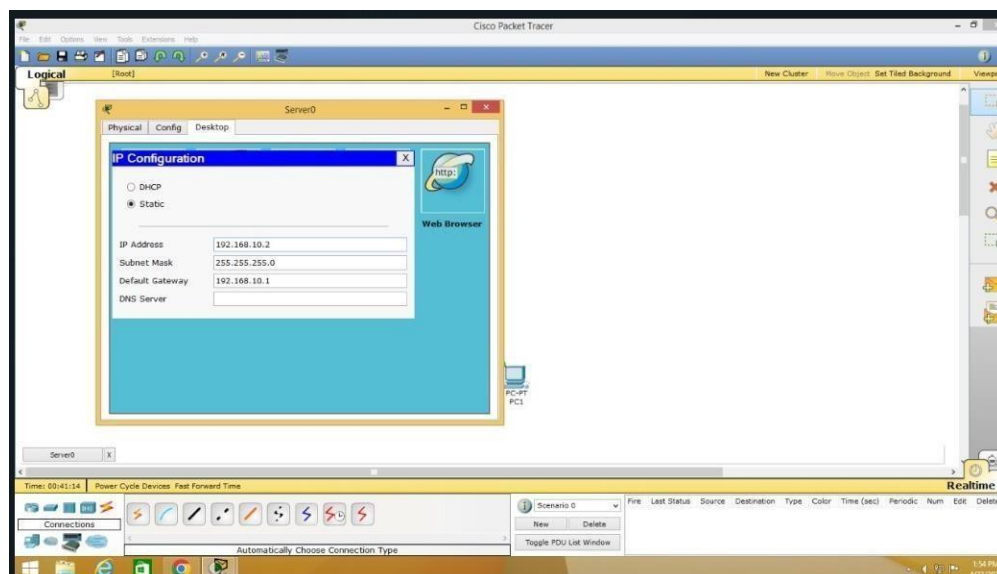 Cisco Packet Tracer
File Edit Options View Tools Extensions Help
Logical [Root] New Cluster Move Object Set Tiled Background
Server0
Physical Config Desktop
IP Configuration X
http:
DHCP
Static
Web Browser
IP Address 192.168.10.2
Subnet Mask 255.255.255.0
Default Gateway 192.168.10.1
DNS Server
PC-PT
PC1
Server0 X
Time: 00:41:14 Power Cycle Devices Fast Forward Time Realtime
Fire Last Status Source Destination Type Color Time (sec) Periodic Num Edit Delete
Scenario 0
Connections
New Delete
Toggle PDU List Window
Automatically Choose Connection Type
1:54 PM